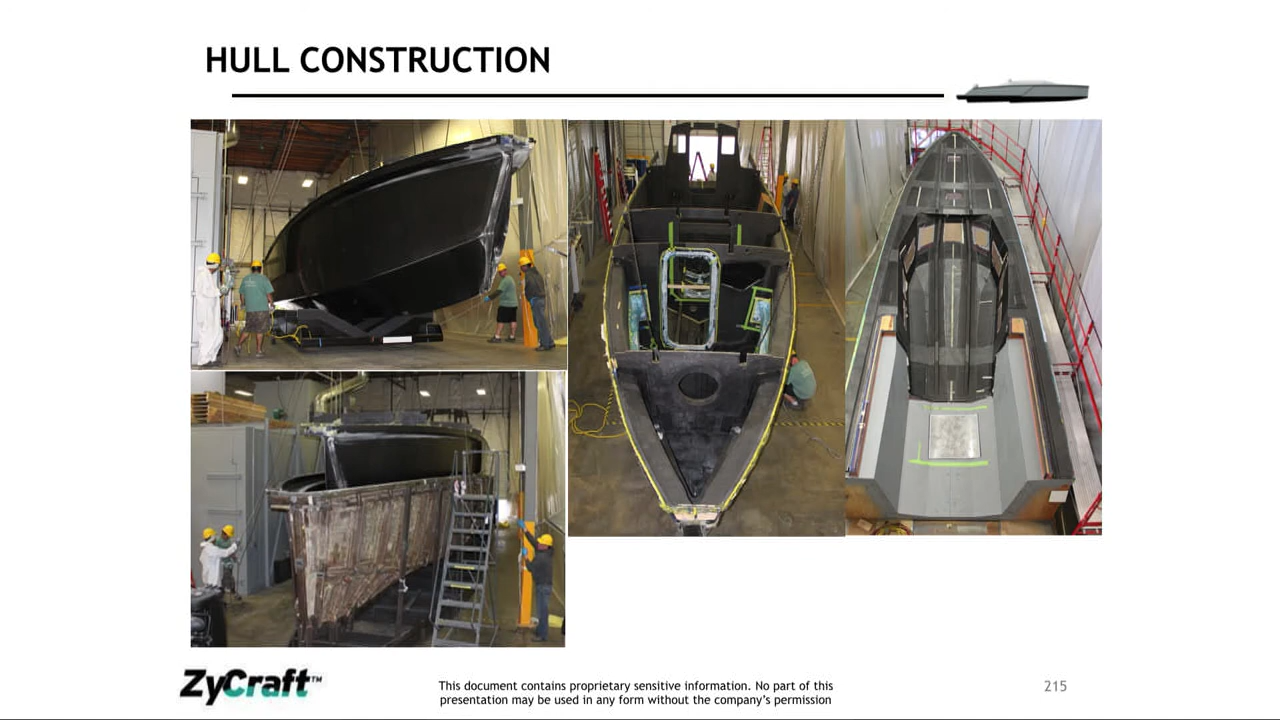 HULL CONSTRUCTION
ZyCraft™
This document contains proprietary sensitive information. No part of this
presentation may be used in any form without the company's permission
215